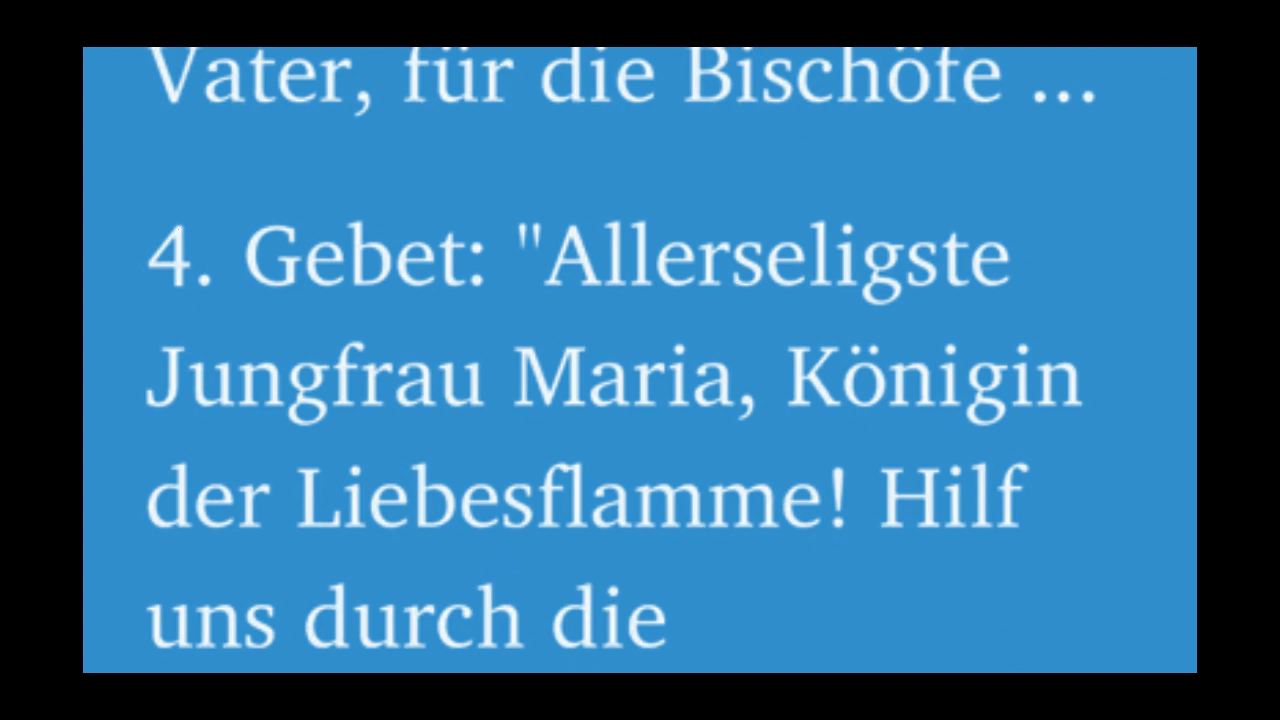 Vater, für die Bischöfe ...
4. Gebet: "Allerseligste
Jungfrau Maria, Königin
der Liebesflamme! Hilf
uns durch die